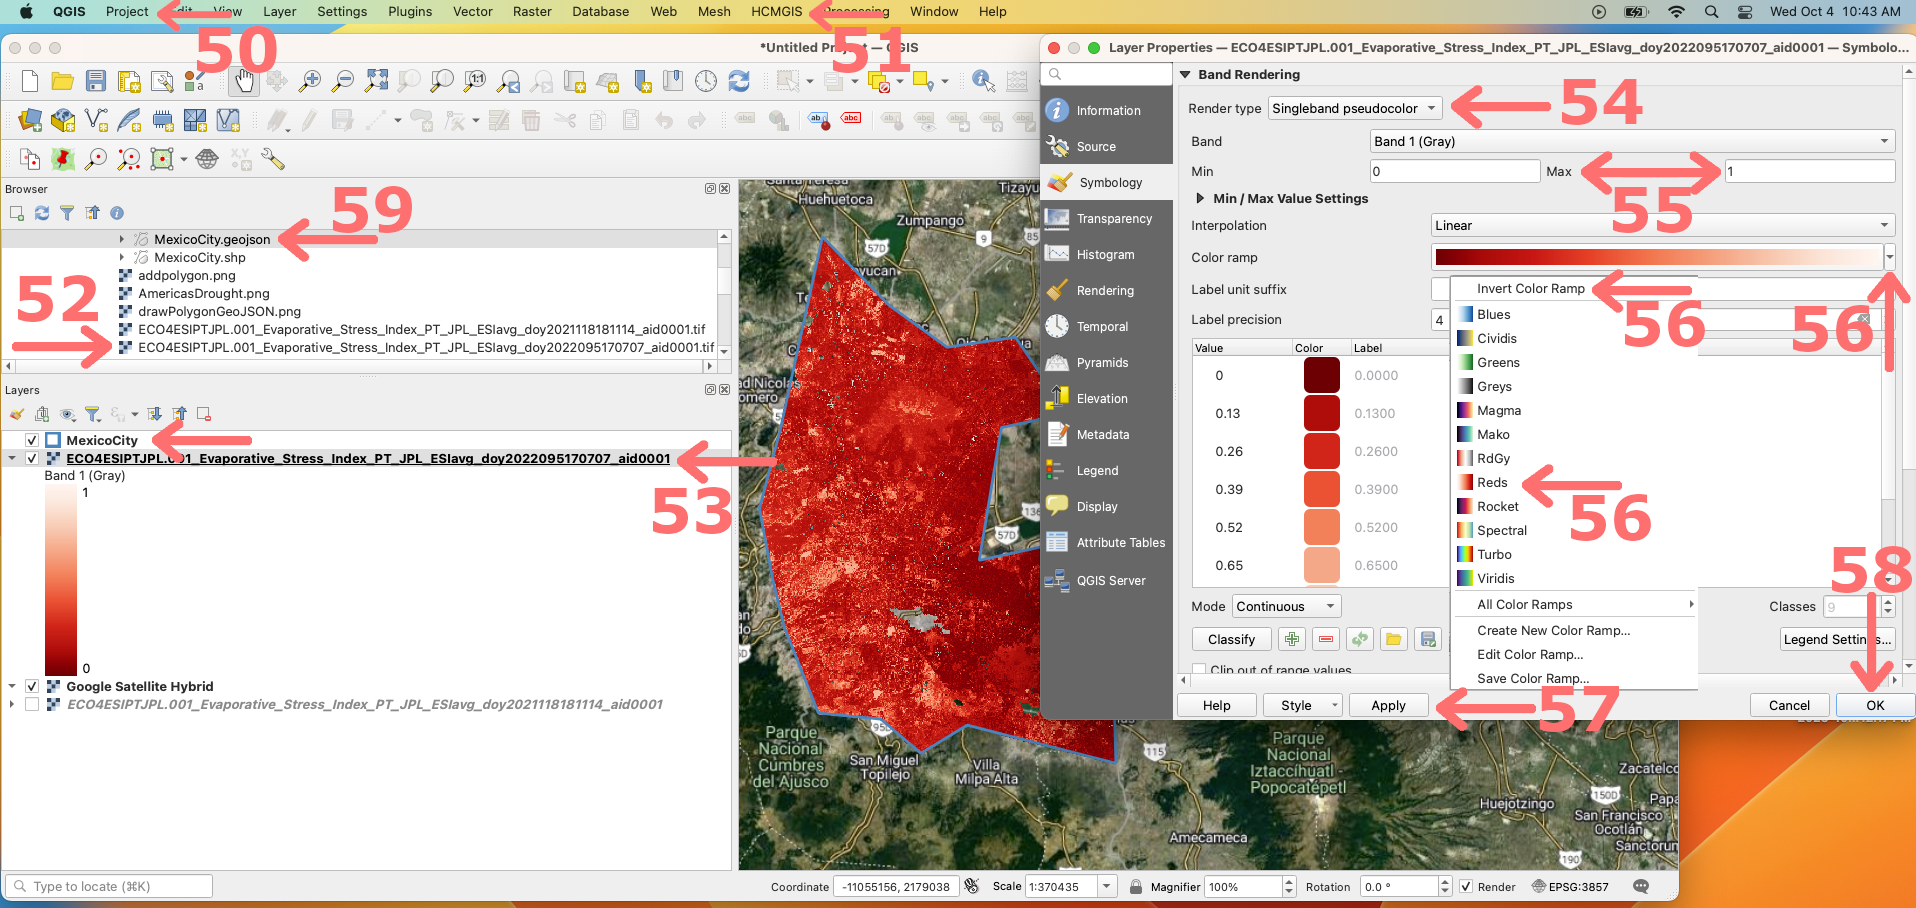 QGIS Project View Layer Settings Plugins Vector Raster Database Web Mesh HCMGIS Processing Window Help
Wed Oct 4 10:43 AM
50
51
*Untitled Project — QGIS
Browser
MexicoCity.geojson
59
MexicoCity.shp
addpolygon.png
AmericasDrought.png
drawPolygonGeoJSON.png
52
ECO4ESIPTJPL.001_Evaporative_Stress_Index_PT_JPL_ESIavg_doy2021118181114_aid0001.tif
ECO4ESIPTJPL.001_Evaporative_Stress_Index_PT_JPL_ESIavg_doy2022095170707_aid0001.tif
Layers
MexicoCity
ECO4ESIPTJPL.001_Evaporative_Stress_Index_PT_JPL_ESIavg_doy2022095170707_aid0001
53
Band 1 (Gray)
1
0
Google Satellite Hybrid
ECO4ESIPTJPL.001_Evaporative_Stress_Index_PT_JPL_ESIavg_doy2021118181114_aid0001
Huehuetoca
Zumpango
Tizayu
57D
9
85
57D
136
95D
Parque
Nacional
Cumbres
del Ajusco
San Miguel
Topilejo
Villa
Milpa Alta
115
Parque
Nacional
Iztaccíhuatl -
Popocatépetl
Amecameca
Zacatelco
150D
Huejotzingo
San Francisco
Ocotlán
190
Layer Properties — ECO4ESIPTJPL.001_Evaporative_Stress_Index_PT_JPL_ESIavg_doy2022095170707_aid0001 — Symbolo...
Information
Source
Symbology
Transparency
Histogram
Rendering
Temporal
Pyramids
Elevation
Metadata
Legend
Display
Attribute Tables
QGIS Server
Band Rendering
Render type Singleband pseudocolor
54
Band Band 1 (Gray)
Min 0 Max 1
55
Min / Max Value Settings
Interpolation Linear
Color ramp
Label unit suffix
Label precision 4
Value Color Label
0 0.0000
0.13 0.1300
0.26 0.2600
0.39 0.3900
0.52 0.5200
0.65 0.6500
Invert Color Ramp
56
56
Blues
Cividis
Greens
Greys
Magma
Mako
RdGy
Reds
56
Rocket
Spectral
Turbo
Viridis
All Color Ramps
Create New Color Ramp...
Edit Color Ramp...
Save Color Ramp...
58
Mode Continuous Classes 9
Classify Legend Settings...
Clip out of range values
57
Help Style Apply Cancel OK
Type to locate (⌘K)
Coordinate -11055156, 2179038 Scale 1:370435 Magnifier 100% Rotation 0.0 ° Render EPSG:3857